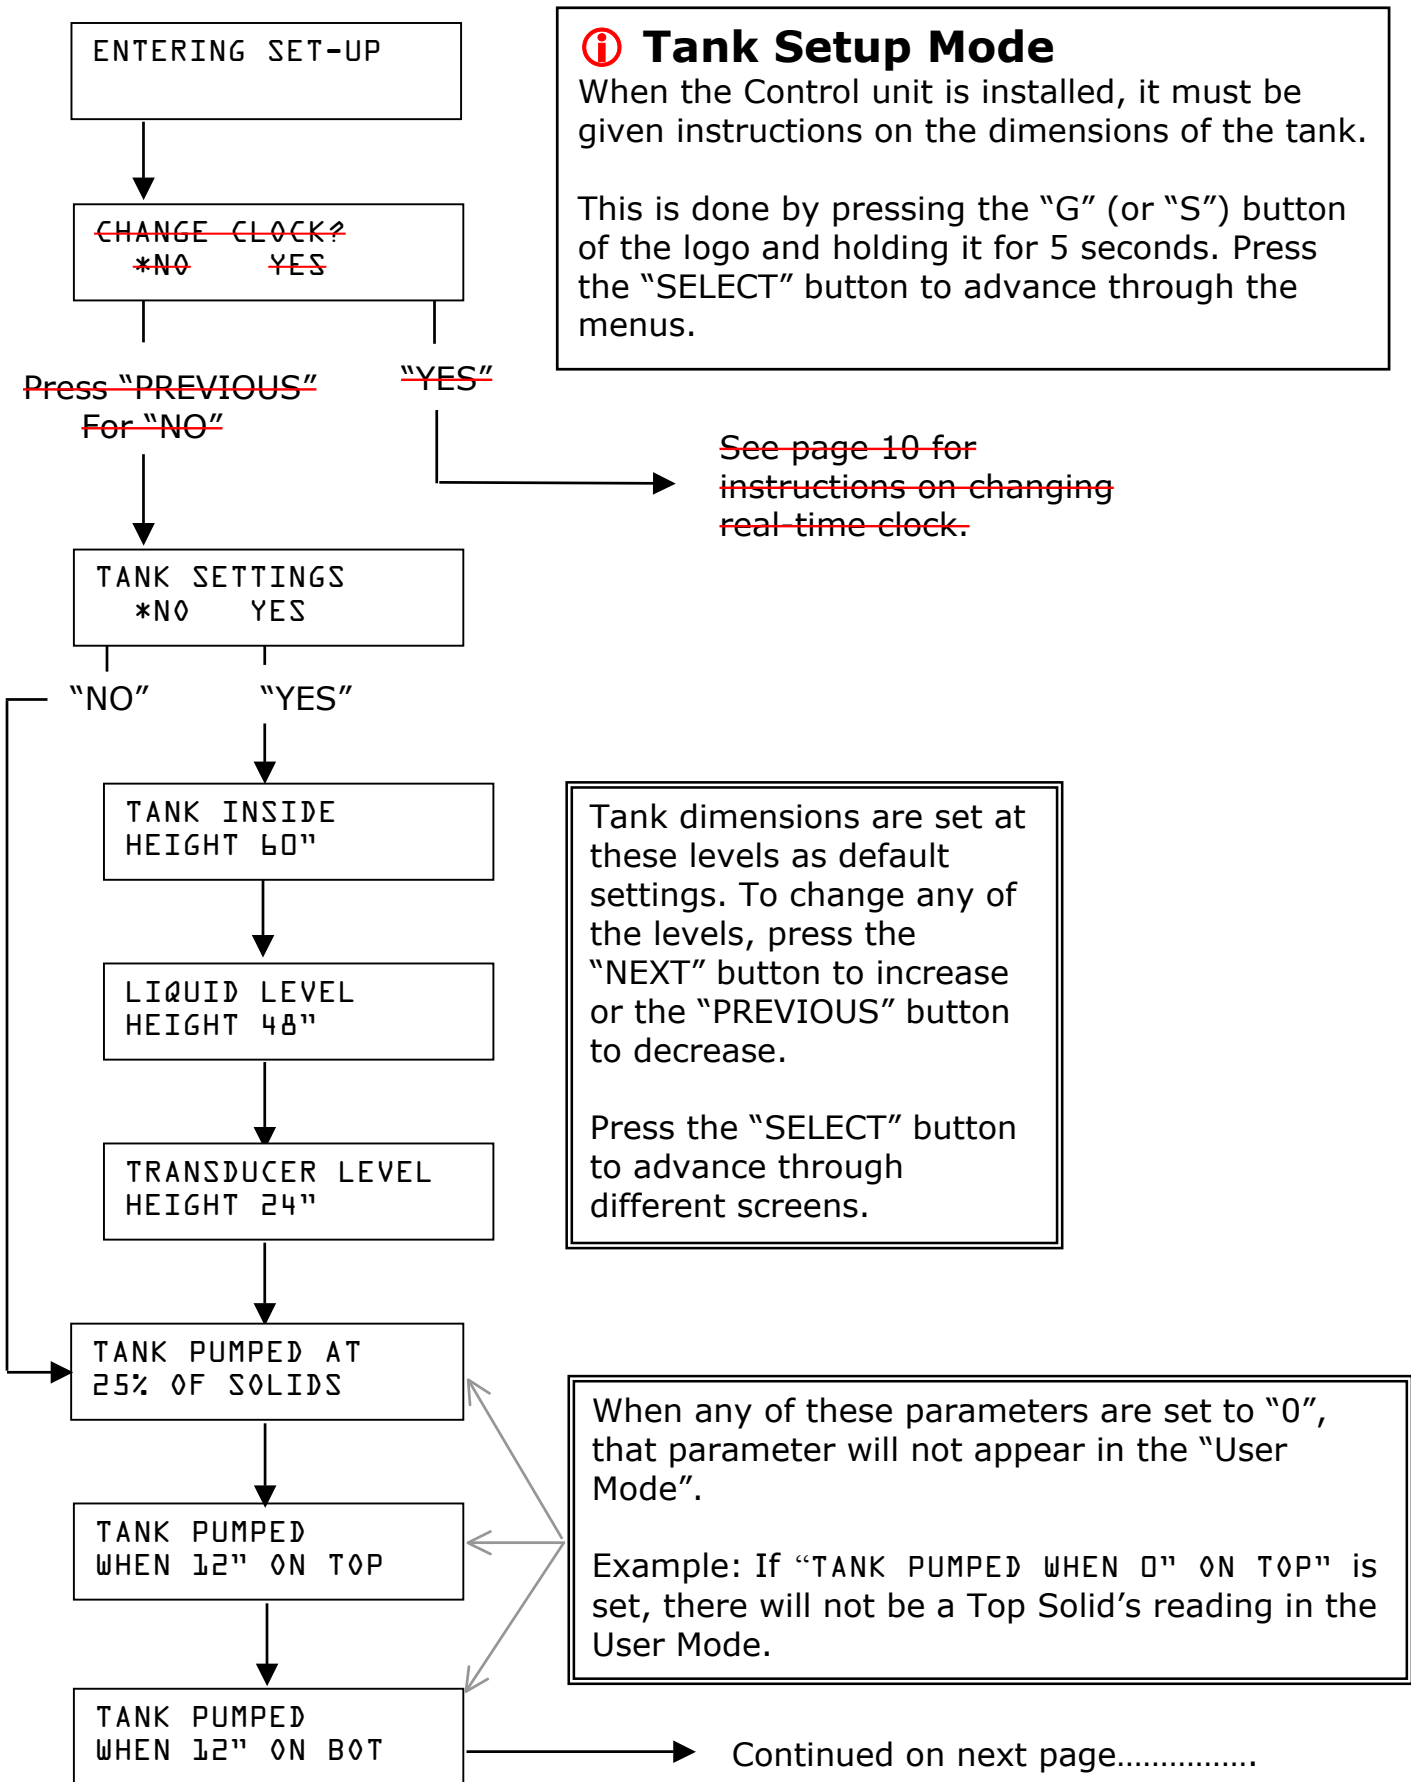 ENTERING SET-UP
Tank Setup Mode
When the Control unit is installed, it must be
given instructions on the dimensions of the tank.
This is done by pressing the “G” (or “S”) button
of the logo and holding it for 5 seconds. Press
the “SELECT” button to advance through the
menus.
CHANGE CLOCK?
*NO YES
Press “PREVIOUS”
For “NO”
“YES”
See page 10 for
instructions on changing
real-time clock.
TANK SETTINGS
*NO YES
“NO” “YES”
TANK INSIDE
HEIGHT 60"
LIQUID LEVEL
HEIGHT 48"
TRANSDUCER LEVEL
HEIGHT 24"
Tank dimensions are set at
these levels as default
settings. To change any of
the levels, press the
“NEXT” button to increase
or the “PREVIOUS” button
to decrease.
Press the “SELECT” button
to advance through
different screens.
TANK PUMPED AT
25% OF SOLIDS
TANK PUMPED
WHEN 12" ON TOP
When any of these parameters are set to “0”,
that parameter will not appear in the “User
Mode”.
Example: If “TANK PUMPED WHEN 0" ON TOP" is
set, there will not be a Top Solid’s reading in the
User Mode.
TANK PUMPED
WHEN 12" ON BOT
Continued on next page…………….